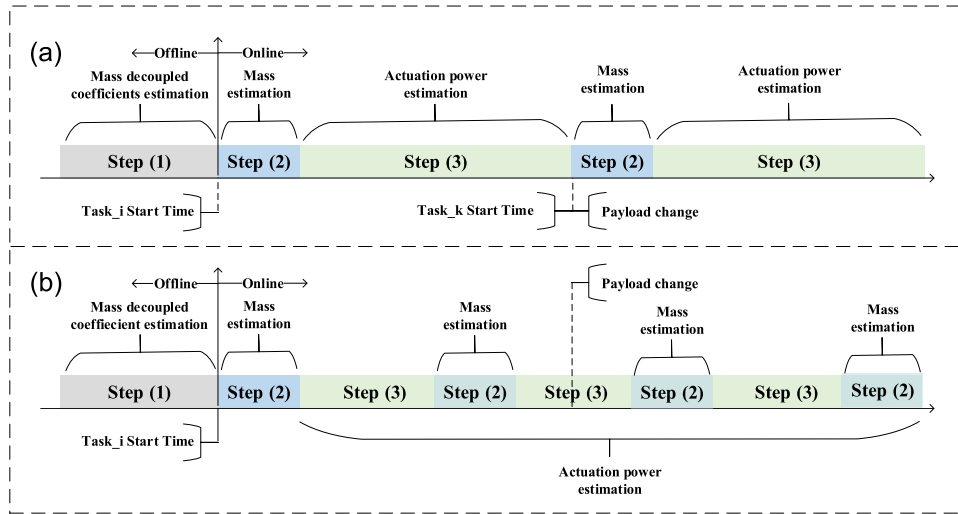 (a)
Offline
Online
Mass decoupled
coefficients estimation
Mass
estimation
Actuation power
estimation
Mass
estimation
Actuation power
estimation
Step (1)
Step (2)
Step (3)
Step (2)
Step (3)
Task_i Start Time
Task_k Start Time
Payload change
(b)
Offline
Online
Payload change
Mass decoupled
coeffiecient estimation
Mass
estimation
Mass
estimation
Mass
estimation
Mass
estimation
Step (1)
Step (2)
Step (3)
Step (2)
Step (3)
Step (2)
Step (3)
Step (2)
Task_i Start Time
Actuation power
estimation